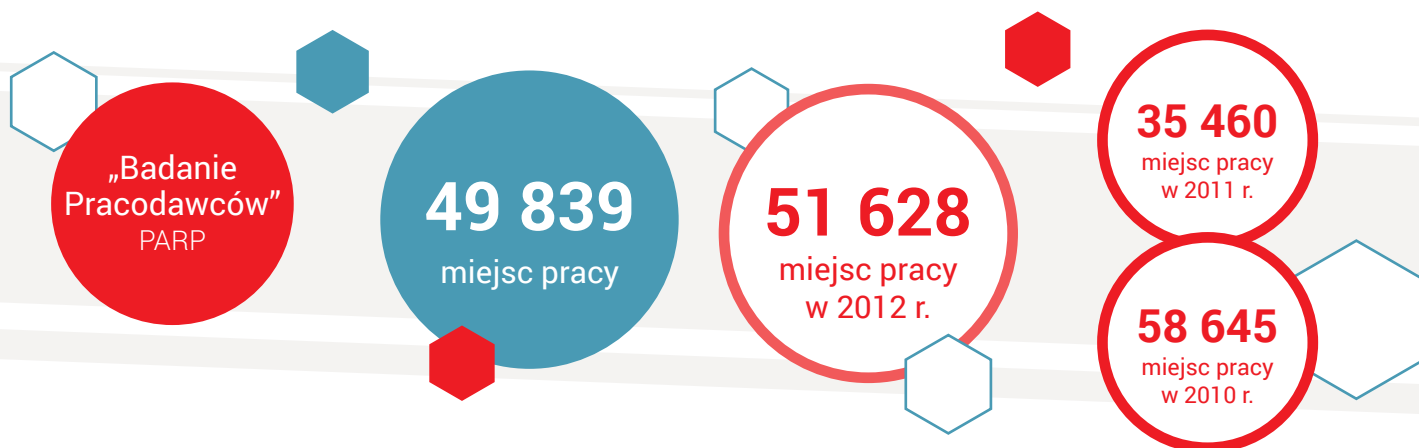 „Badanie
Pracodawców”
PARP
49 839
miejsc pracy
51 628
miejsc pracy
w 2012 r.
35 460
miejsc pracy
w 2011 r.
58 645
miejsc pracy
w 2010 r.